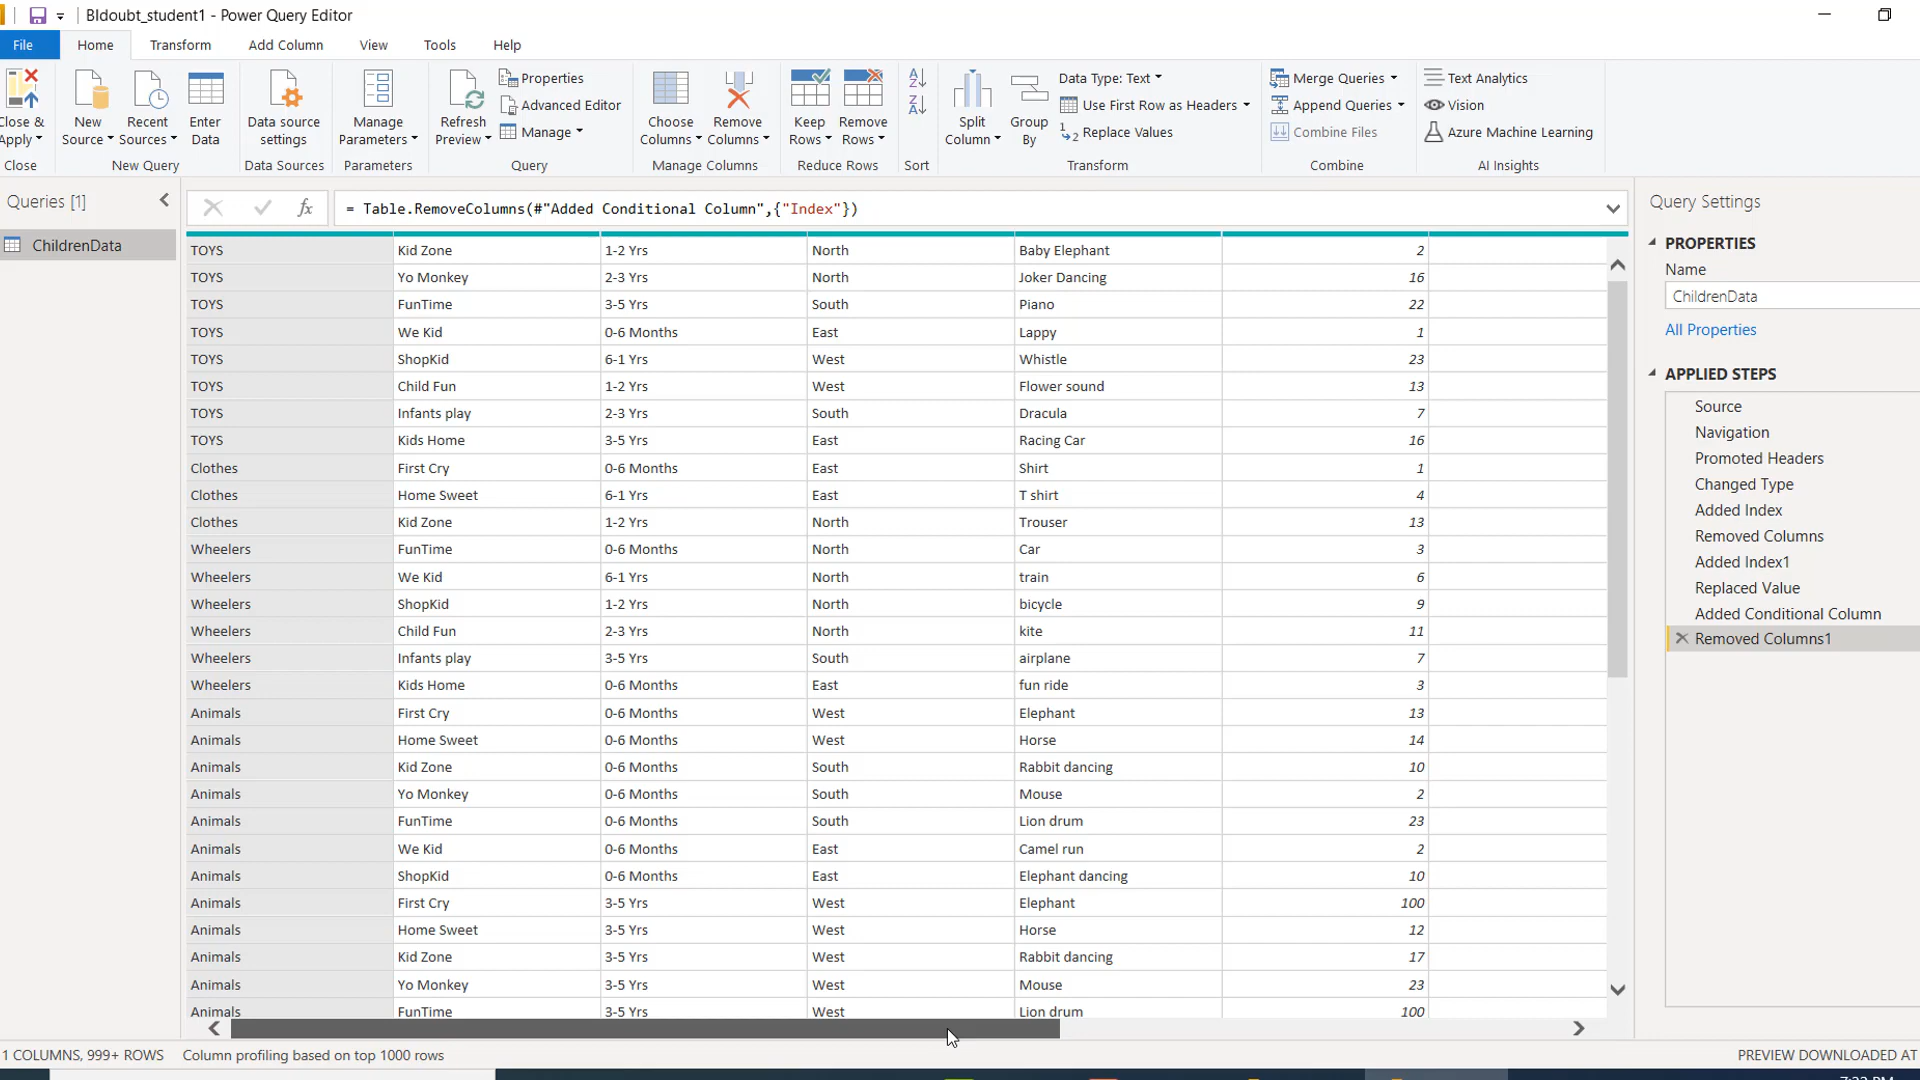 BIdoubt_student1 - Power Query Editor
File Home Transform Add Column View Tools Help
Close & Apply
New Source
Recent Sources
Enter Data
Data source settings
Manage Parameters
Refresh Preview
Properties
Advanced Editor
Manage
Choose Columns
Remove Columns
Keep Rows
Remove Rows
Split Column
Group By
Data Type: Text
Use First Row as Headers
Replace Values
Merge Queries
Append Queries
Combine Files
Text Analytics
Vision
Azure Machine Learning
Close New Query Data Sources Parameters Query Manage Columns Reduce Rows Sort Transform Combine AI Insights
Queries [1]
ChildrenData
fx = Table.RemoveColumns(#"Added Conditional Column",{"Index"})
TOYS Kid Zone 1-2 Yrs North Baby Elephant 2
TOYS Yo Monkey 2-3 Yrs North Joker Dancing 16
TOYS FunTime 3-5 Yrs South Piano 22
TOYS We Kid 0-6 Months East Lappy 1
TOYS ShopKid 6-1 Yrs West Whistle 23
TOYS Child Fun 1-2 Yrs West Flower sound 13
TOYS Infants play 2-3 Yrs South Dracula 7
TOYS Kids Home 3-5 Yrs East Racing Car 16
Clothes First Cry 0-6 Months East Shirt 1
Clothes Home Sweet 6-1 Yrs East T shirt 4
Clothes Kid Zone 1-2 Yrs North Trouser 13
Wheelers FunTime 0-6 Months North Car 3
Wheelers We Kid 6-1 Yrs North train 6
Wheelers ShopKid 1-2 Yrs North bicycle 9
Wheelers Child Fun 2-3 Yrs North kite 11
Wheelers Infants play 3-5 Yrs South airplane 7
Wheelers Kids Home 0-6 Months East fun ride 3
Animals First Cry 0-6 Months West Elephant 13
Animals Home Sweet 0-6 Months West Horse 14
Animals Kid Zone 0-6 Months South Rabbit dancing 10
Animals Yo Monkey 0-6 Months South Mouse 2
Animals FunTime 0-6 Months South Lion drum 23
Animals We Kid 0-6 Months East Camel run 2
Animals ShopKid 0-6 Months East Elephant dancing 10
Animals First Cry 3-5 Yrs West Elephant 100
Animals Home Sweet 3-5 Yrs West Horse 12
Animals Kid Zone 3-5 Yrs West Rabbit dancing 17
Animals Yo Monkey 3-5 Yrs West Mouse 23
Animals FunTime 3-5 Yrs West Lion drum 100
Query Settings
PROPERTIES
Name
ChildrenData
All Properties
APPLIED STEPS
Source
Navigation
Promoted Headers
Changed Type
Added Index
Removed Columns
Added Index1
Replaced Value
Added Conditional Column
Removed Columns1
1 COLUMNS, 999+ ROWS Column profiling based on top 1000 rows PREVIEW DOWNLOADED AT